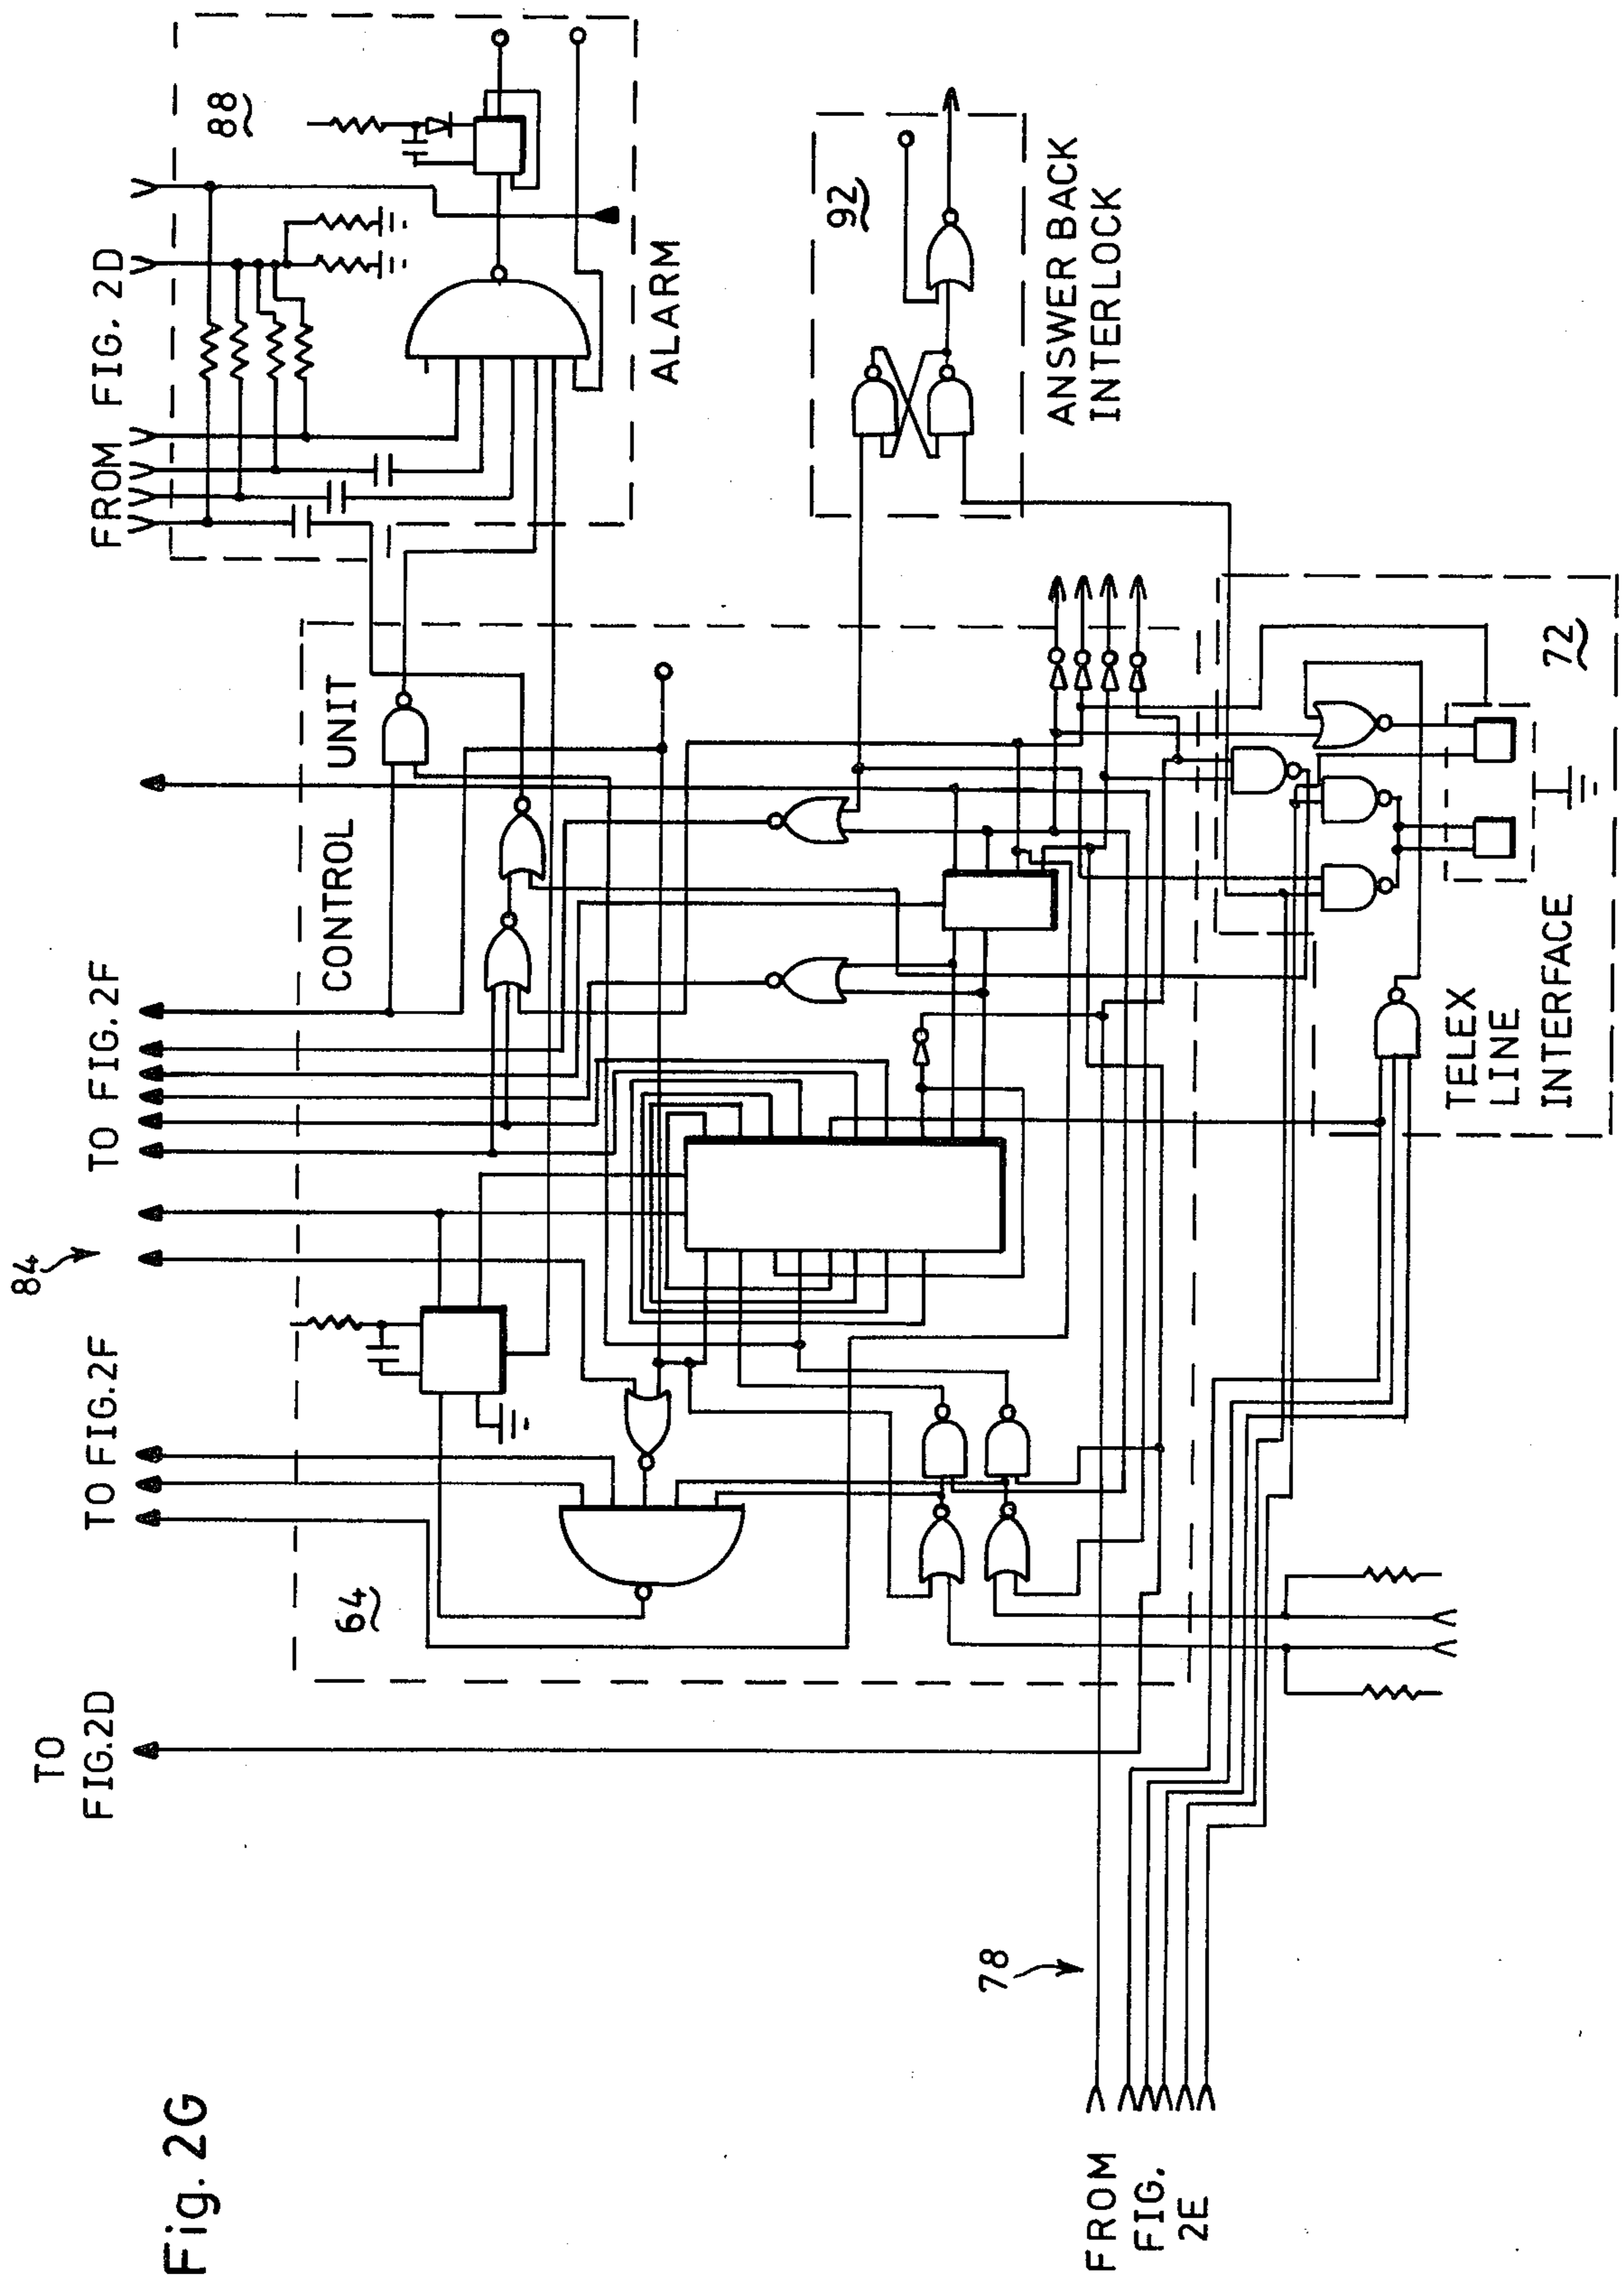 Fig. 2G
TO
FIG.2D
TO FIG.2F
84
TO FIG.2F
FROM FIG. 2D
64
CONTROL UNIT
88
ALARM
92
ANSWER BACK
INTERLOCK
78
FROM
FIG.
2E
TELEX
LINE
INTERFACE
72